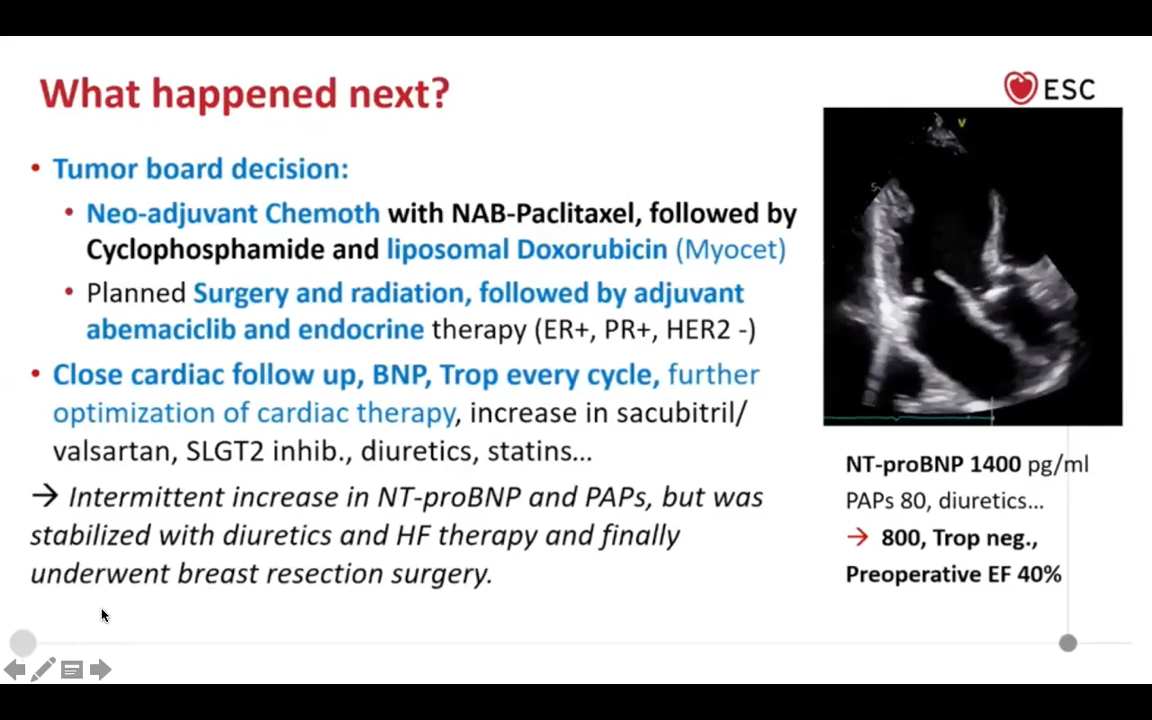 What happened next?
ESC
• Tumor board decision:
• Neo-adjuvant Chemoth with NAB-Paclitaxel, followed by
Cyclophosphamide and liposomal Doxorubicin (Myocet)
• Planned Surgery and radiation, followed by adjuvant
abemaciclib and endocrine therapy (ER+, PR+, HER2 -)
• Close cardiac follow up, BNP, Trop every cycle, further
optimization of cardiac therapy, increase in sacubitril/
valsartan, SLGT2 inhib., diuretics, statins...
→ Intermittent increase in NT-proBNP and PAPs, but was
stabilized with diuretics and HF therapy and finally
underwent breast resection surgery.
V
5
NT-proBNP 1400 pg/ml
PAPs 80, diuretics...
→ 800, Trop neg.,
Preoperative EF 40%